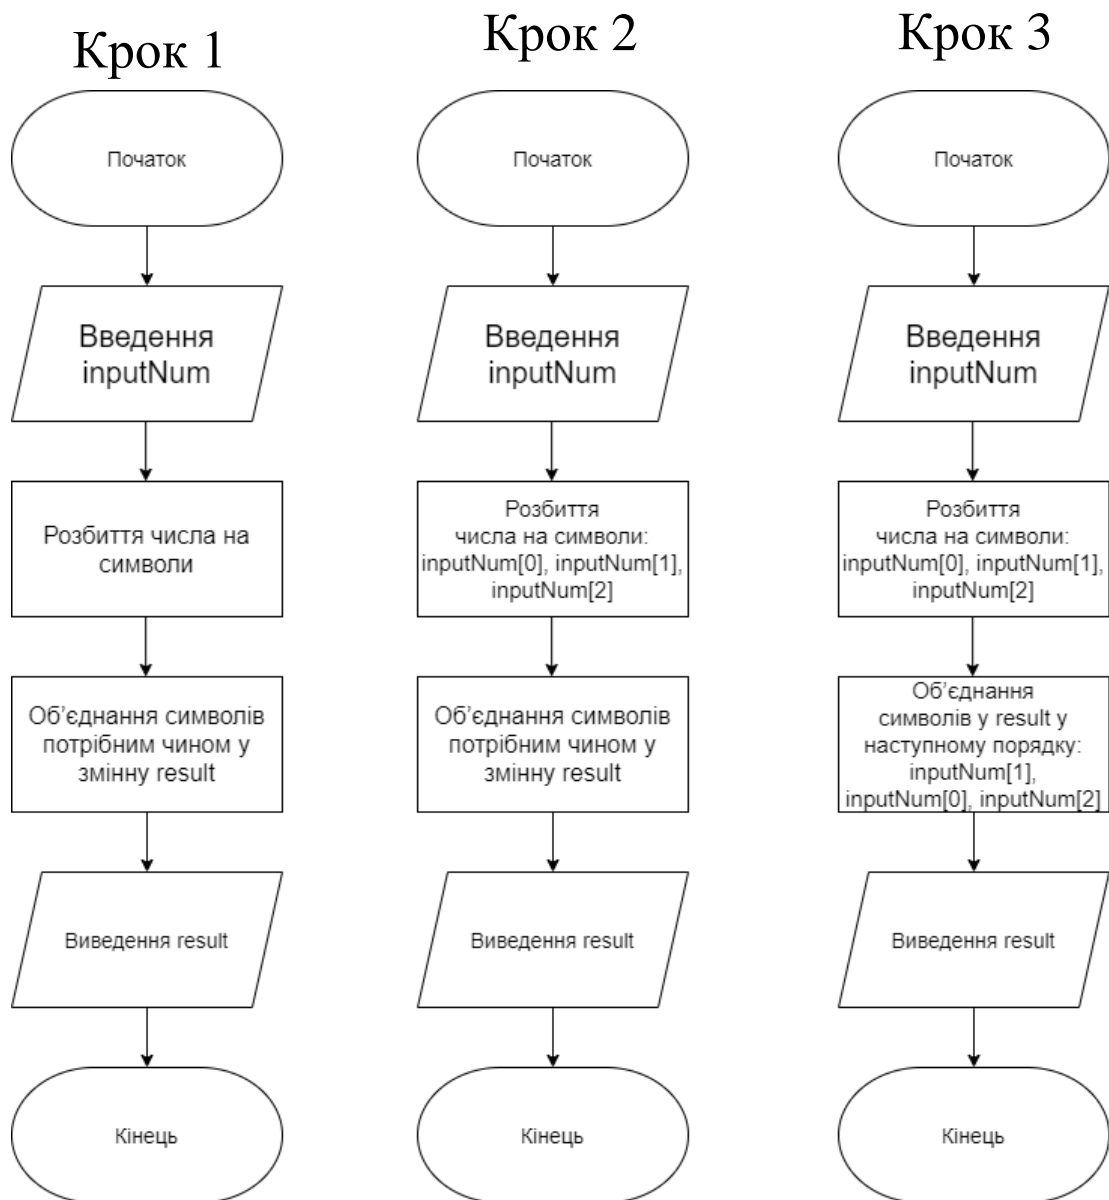 Крок 1
Початок
Введення
inputNum
Розбиття числа на
символи
Об’єднання символів
потрібним чином у
змінну result
Виведення result
Кінець
Крок 2
Початок
Введення
inputNum
Розбиття
числа на символи:
inputNum[0], inputNum[1],
inputNum[2]
Об’єднання символів
потрібним чином у
змінну result
Виведення result
Кінець
Крок 3
Початок
Введення
inputNum
Розбиття
числа на символи:
inputNum[0], inputNum[1],
inputNum[2]
Об’єднання
символів у result у
наступному порядку:
inputNum[1],
inputNum[0], inputNum[2]
Виведення result
Кінець